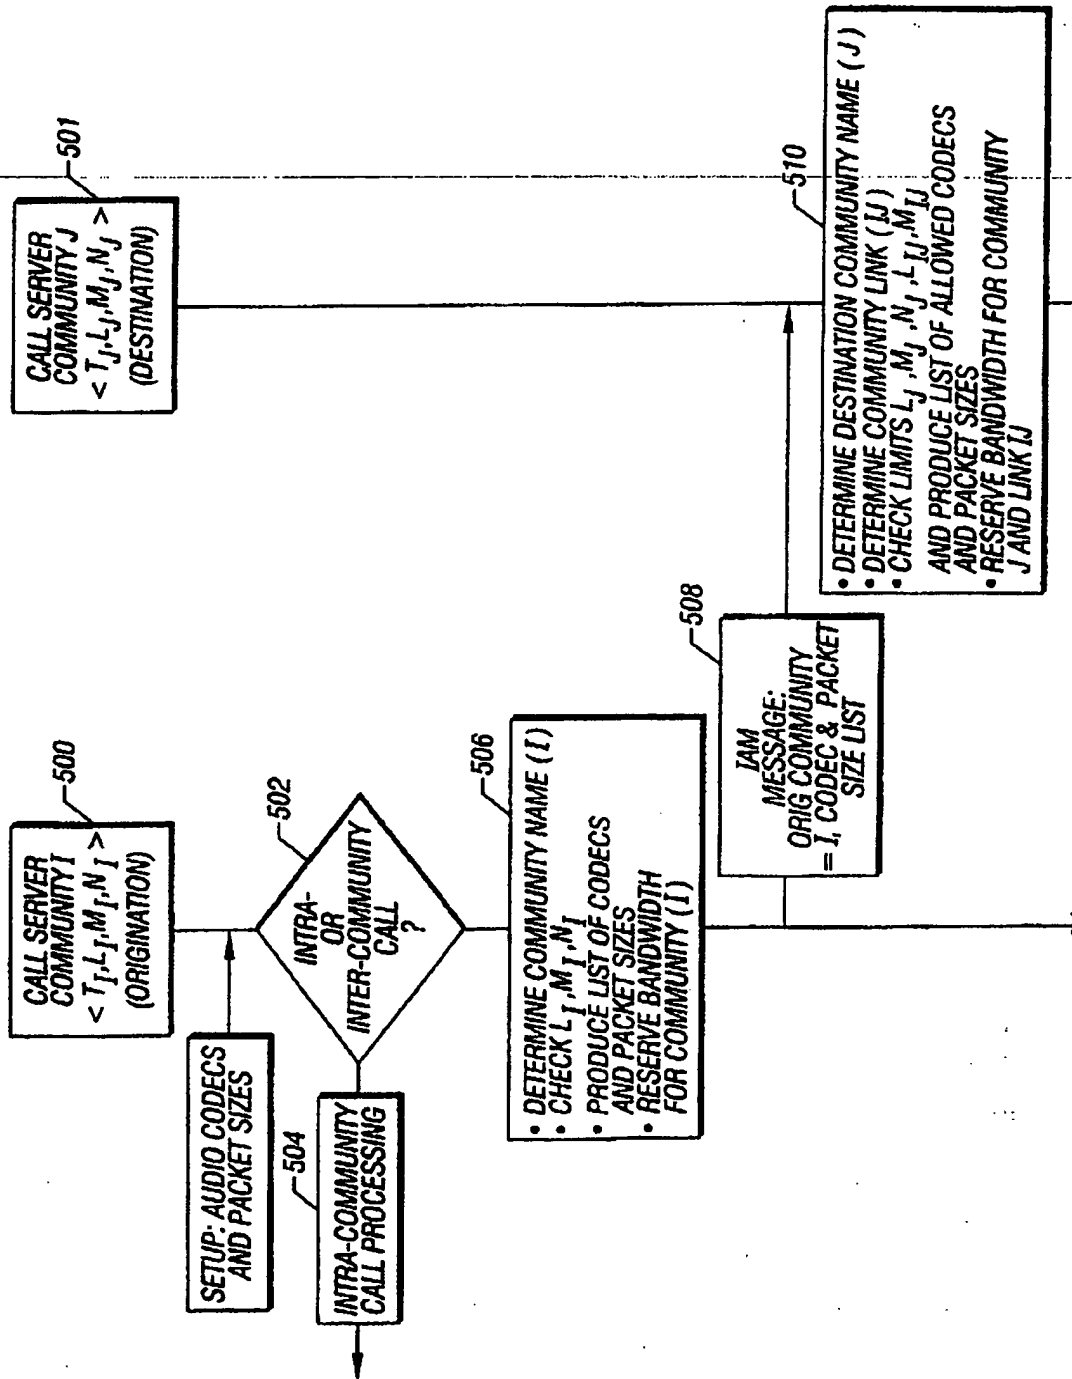 CALL SERVER
COMMUNITY I
< T_I, L_I, M_I, N_I >
(ORIGINATION)
500
CALL SERVER
COMMUNITY J
< T_J, L_J, M_J, N_J >
(DESTINATION)
501
SETUP: AUDIO CODECS
AND PACKET SIZES
INTRA-
OR
INTER-COMMUNITY
CALL
?
502
INTRA-COMMUNITY
CALL PROCESSING
504
• DETERMINE COMMUNITY NAME (I)
• CHECK L_I, M_I, N_I
• PRODUCE LIST OF CODECS
AND PACKET SIZES
• RESERVE BANDWIDTH
FOR COMMUNITY (I)
506
IAM
MESSAGE:
ORIG COMMUNITY
= I, CODEC & PACKET
SIZE LIST
508
• DETERMINE DESTINATION COMMUNITY NAME (J)
• DETERMINE COMMUNITY LINK (IJ)
• CHECK LIMITS L_J, M_J, N_J, L_IJ, M_IJ
AND PRODUCE LIST OF ALLOWED CODECS
AND PACKET SIZES
• RESERVE BANDWIDTH FOR COMMUNITY
J AND LINK IJ
510